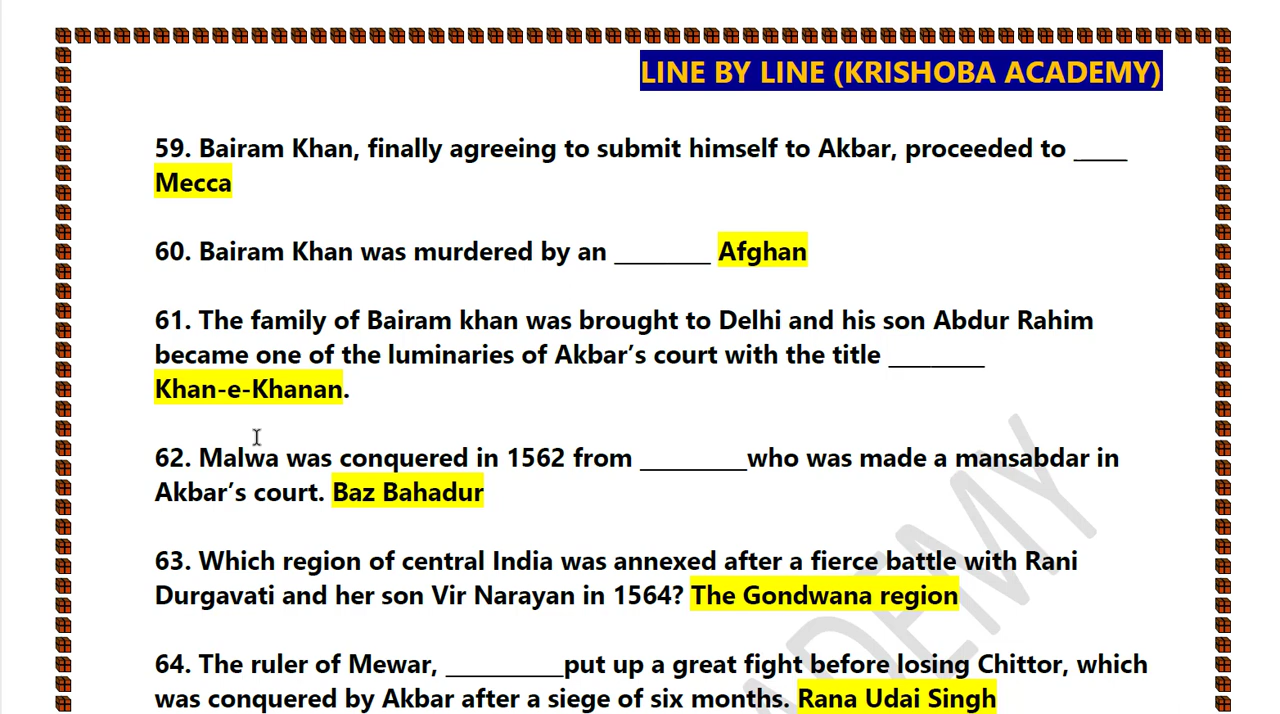 LINE BY LINE (KRISHOBA ACADEMY)
59. Bairam Khan, finally agreeing to submit himself to Akbar, proceeded to _____
Mecca
60. Bairam Khan was murdered by an _________ Afghan
61. The family of Bairam khan was brought to Delhi and his son Abdur Rahim
became one of the luminaries of Akbar’s court with the title _________
Khan-e-Khanan.
62. Malwa was conquered in 1562 from __________who was made a mansabdar in
Akbar’s court. Baz Bahadur
63. Which region of central India was annexed after a fierce battle with Rani
Durgavati and her son Vir Narayan in 1564? The Gondwana region
64. The ruler of Mewar, ___________put up a great fight before losing Chittor, which
was conquered by Akbar after a siege of six months. Rana Udai Singh